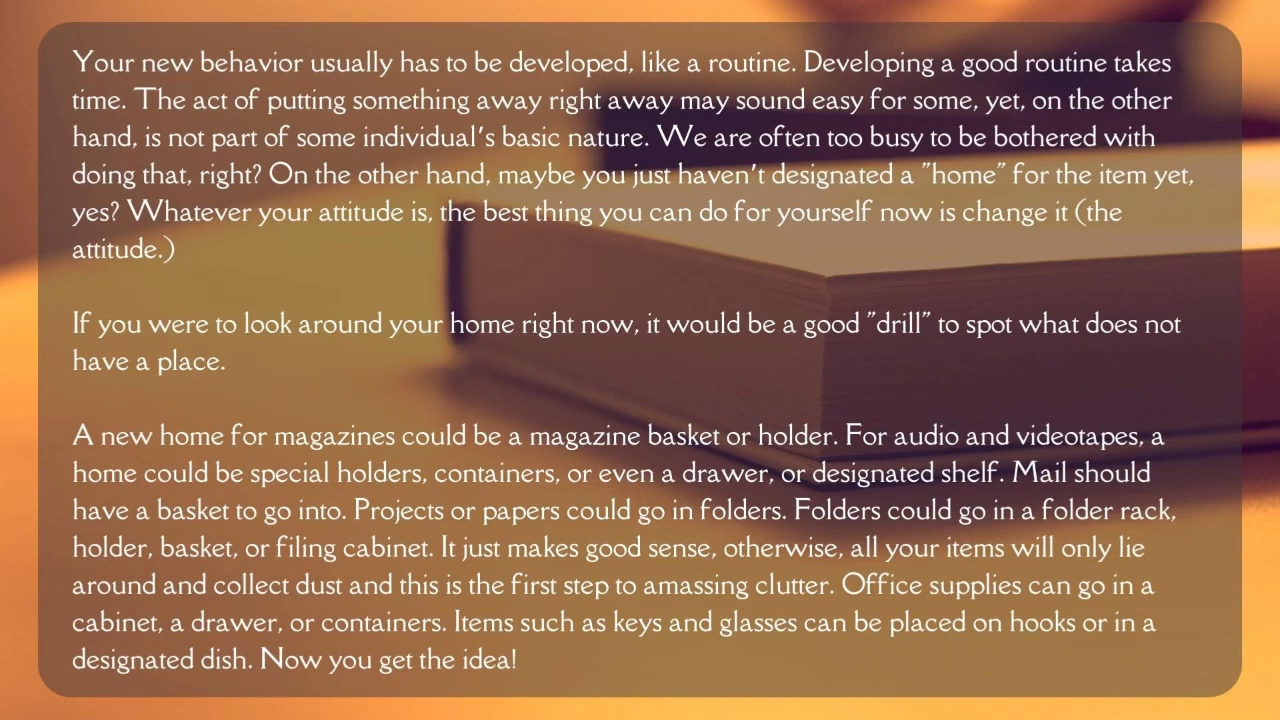 Your new behavior usually has to be developed, like a routine. Developing a good routine takes
time. The act of putting something away right away may sound easy for some, yet, on the other
hand, is not part of some individual's basic nature. We are often too busy to be bothered with
doing that, right? On the other hand, maybe you just haven't designated a "home" for the item yet,
yes? Whatever your attitude is, the best thing you can do for yourself now is change it (the
attitude.)
If you were to look around your home right now, it would be a good "drill" to spot what does not
have a place.
A new home for magazines could be a magazine basket or holder. For audio and videotapes, a
home could be special holders, containers, or even a drawer, or designated shelf. Mail should
have a basket to go into. Projects or papers could go in folders. Folders could go in a folder rack,
holder, basket, or filing cabinet. It just makes good sense, otherwise, all your items will only lie
around and collect dust and this is the first step to amassing clutter. Office supplies can go in a
cabinet, a drawer, or containers. Items such as keys and glasses can be placed on hooks or in a
designated dish. Now you get the idea!